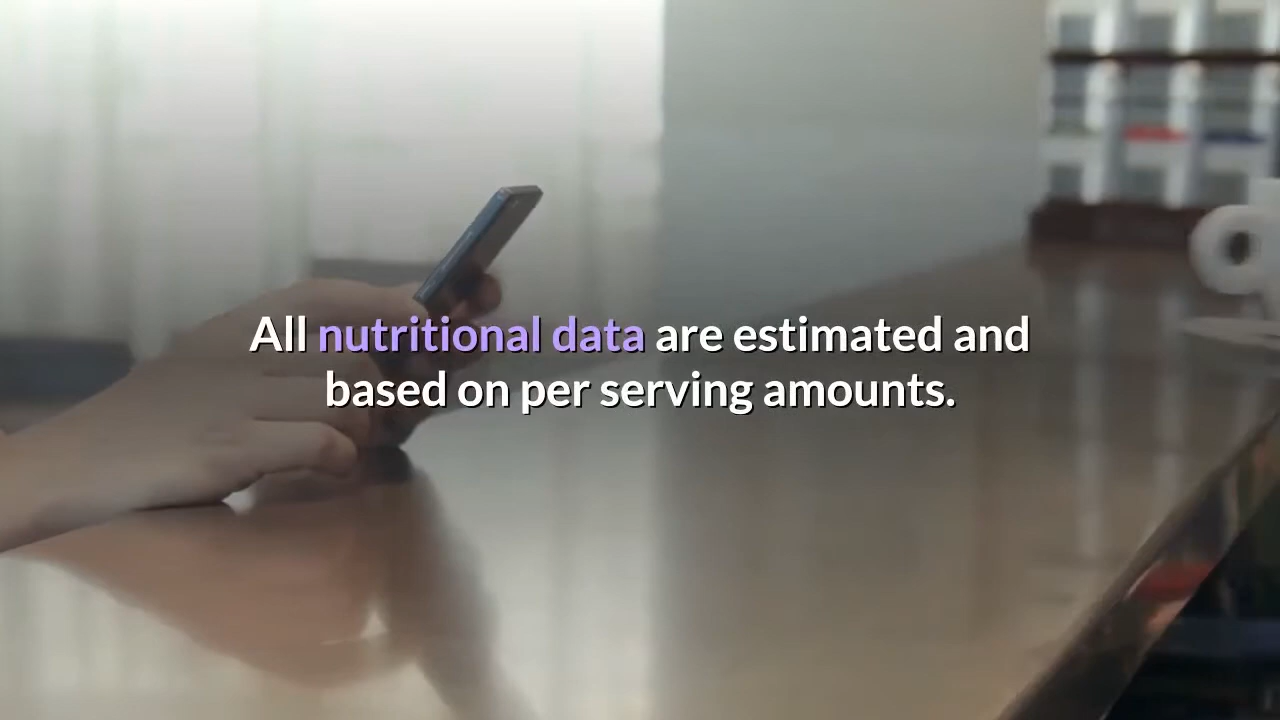 All nutritional data are estimated and
based on per serving amounts.